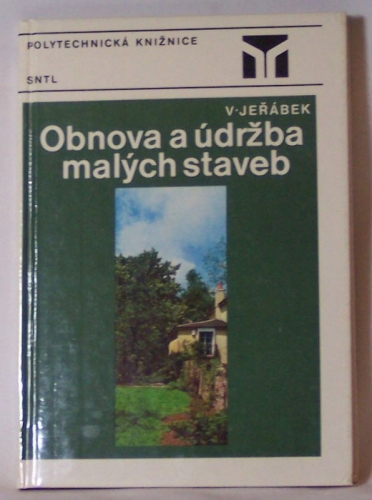 POLYTECHNICKÁ KNIŽNICE
SNTL
V·JEŘÁBEK
Obnova a údržba
malých staveb